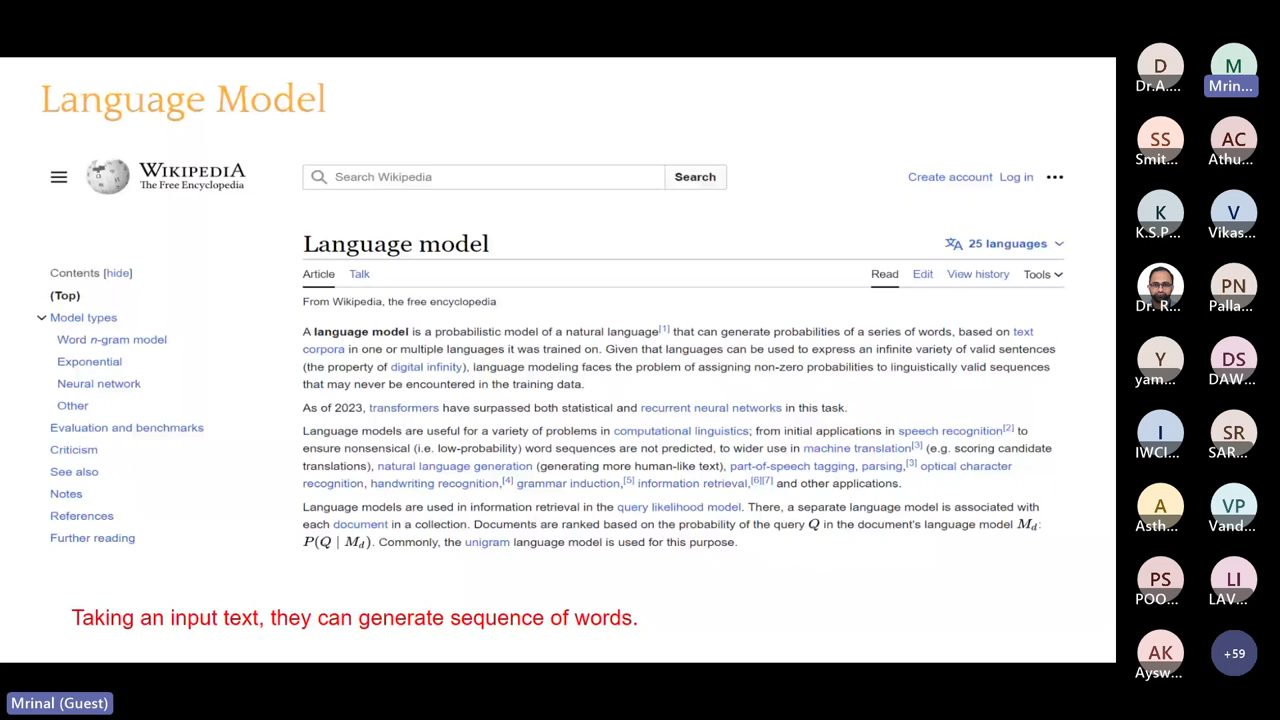 Language Model
WIKIPEDIA
The Free Encyclopedia
Search Wikipedia
Search
Create account Log in
Language model
25 languages
Contents [hide]
(Top)
Model types
Word n-gram model
Exponential
Neural network
Other
Evaluation and benchmarks
Criticism
See also
Notes
References
Further reading
Article Talk
Read Edit View history Tools
From Wikipedia, the free encyclopedia
A language model is a probabilistic model of a natural language[1] that can generate probabilities of a series of words, based on text
corpora in one or multiple languages it was trained on. Given that languages can be used to express an infinite variety of valid sentences
(the property of digital infinity), language modeling faces the problem of assigning non-zero probabilities to linguistically valid sequences
that may never be encountered in the training data.
As of 2023, transformers have surpassed both statistical and recurrent neural networks in this task.
Language models are useful for a variety of problems in computational linguistics; from initial applications in speech recognition[2] to
ensure nonsensical (i.e. low-probability) word sequences are not predicted, to wider use in machine translation[3] (e.g. scoring candidate
translations), natural language generation (generating more human-like text), part-of-speech tagging, parsing,[3] optical character
recognition, handwriting recognition,[4] grammar induction,[5] information retrieval,[6][7] and other applications.
Language models are used in information retrieval in the query likelihood model. There, a separate language model is associated with
each document in a collection. Documents are ranked based on the probability of the query Q in the document's language model M_d:
P(Q | M_d). Commonly, the unigram language model is used for this purpose.
Taking an input text, they can generate sequence of words.
D
Dr.A....
M
Mrin...
SS
Smit...
AC
Athu...
K
K.S.P...
V
Vikas...
Dr. R...
PN
Palla...
Y
yam...
DS
DAW...
I
IWCI...
SR
SAR...
A
Asth...
VP
Vand...
PS
POO...
LI
LAV...
AK
Aysw...
+59
Mrinal (Guest)